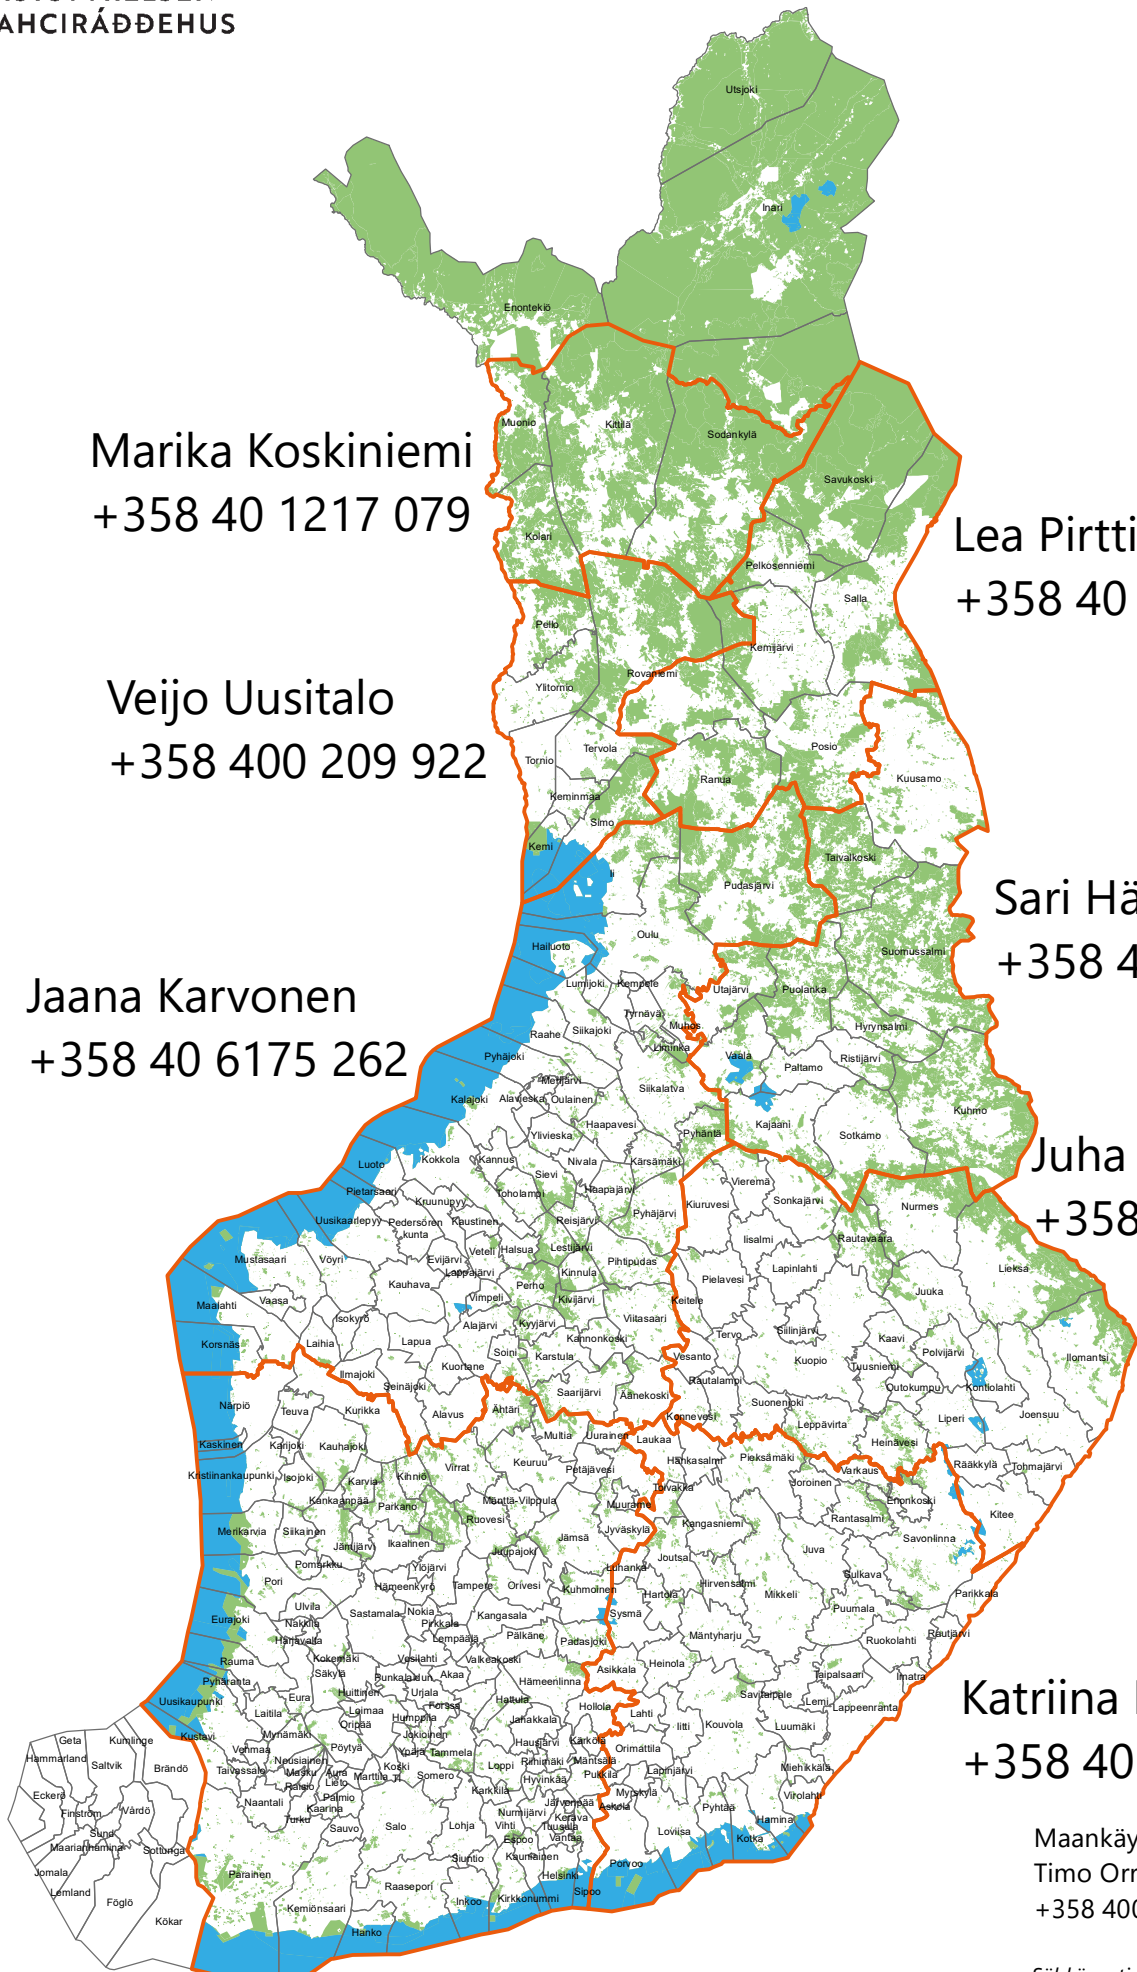 AHCIRÁĐĐEHUS
Utsjoki
Inari
Enontekiö
Muonio
Kittilä
Sodankylä
Marika Koskiniemi
+358 40 1217 079
Savukoski
Kolari
Lea Pirtti
+358 40
Pelkosenniemi
Salla
Pello
Kemijärvi
Rovaniemi
Veijo Uusitalo
+358 400 209 922
Ylitornio
Tervola
Tornio
Posio
Ranua
Kuusamo
Keminmaa
Simo
Kemi
Ii
Taivalkoski
Pudasjärvi
Sari Hä
+358 4
Oulu
Hailuoto
Suomussalmi
Jaana Karvonen
+358 40 6175 262
Lumijoki
Kempele
Utajärvi
Puolanka
Tyrnävä
Muhos
Hyrynsalmi
Raahe
Siikajoki
Liminka
Pyhäjoki
Vaala
Paltamo
Ristijärvi
Merijärvi
Siikalatva
Kalajoki
Alavieska
Oulainen
Kuhmo
Haapavesi
Kajaani
Ylivieska
Pyhäntä
Sotkamo
Juha
+358
Luoto
Kokkola
Kannus
Nivala
Kärsämäki
Sievi
Vieremä
Pietarsaari
Toholampi
Haapajärvi
Kruunupyy
Kiuruvesi
Sonkajärvi
Nurmes
Uusikaarlepyy
Pedersören
kunta
Kaustinen
Reisjärvi
Pyhäjärvi
Iisalmi
Rautavaara
Mustasaari
Vöyri
Evijärvi
Veteli
Halsua
Lestijärvi
Pihtipudas
Lapinlahti
Lieksa
Lappajärvi
Kinnula
Kauhava
Perho
Pielavesi
Juuka
Maalahti
Vaasa
Vimpeli
Kivijärvi
Keitele
Isokyrö
Alajärvi
Kyyjärvi
Viitasaari
Korsnäs
Laihia
Lapua
Kannonkoski
Tervo
Siilinjärvi
Kaavi
Soini
Karstula
Vesanto
Kuopio
Tuusniemi
Polvijärvi
Ilomantsi
Ilmajoki
Kuortane
Seinäjoki
Rautalampi
Outokumpu
Kontiolahti
Saarijärvi
Äänekoski
Suonenjoki
Närpiö
Teuva
Kurikka
Alavus
Ähtäri
Konnevesi
Leppävirta
Liperi
Joensuu
Multia
Uurainen
Laukaa
Heinävesi
Kaskinen
Karijoki
Kauhajoki
Keuruu
Petäjävesi
Hankasalmi
Pieksämäki
Rääkkylä
Tohmajärvi
Kristiinankaupunki
Isojoki
Karvia
Kihniö
Virrat
Varkaus
Joroinen
Toivakka
Kankaanpää
Parkano
Mänttä-Vilppula
Muurame
Enonkoski
Ruovesi
Rantasalmi
Kitee
Merikarvia
Siikainen
Jyväskylä
Kangasniemi
Savonlinna
Jämijärvi
Ikaalinen
Jämsä
Juupajoki
Joutsa
Juva
Pomarkku
Ylöjärvi
Luhanka
Sulkava
Pori
Hämeenkyrö
Tampere
Orivesi
Kuhmoinen
Hartola
Hirvensalmi
Mikkeli
Parikkala
Ulvila
Sastamala
Nokia
Kangasala
Sysmä
Puumala
Eurajoki
Nakkila
Pirkkala
Harjavalta
Lempäälä
Pälkäne
Padasjoki
Mäntyharju
Ruokolahti
Rautjärvi
Rauma
Kokemäki
Vesilahti
Valkeakoski
Asikkala
Heinola
Säkylä
Punkalaidun
Akaa
Taipalsaari
Imatra
Pyhäranta
Hämeenlinna
Katriina
+358 40
Uusikaupunki
Eura
Huittinen
Urjala
Hattula
Savitaipale
Lemi
Lappeenranta
Loimaa
Forssa
Hollola
Lahti
Laitila
Oripää
Humppila
Janakkala
Iitti
Kouvola
Luumäki
Kustavi
Mynämäki
Jokioinen
Hausjärvi
Kärkölä
Geta
Kumlinge
Vehmaa
Pöytyä
Ypäjä
Tammela
Orimattila
Hammarland
Saltvik
Brändö
Taivassalo
Nousiainen
Aura
Koski
Tl
Loppi
Riihimäki
Mäntsälä
Lapinjärvi
Miehikkälä
Masku
Marttila
Somero
Hyvinkää
Pukkila
Eckerö
Raisio
Lieto
Karkkila
Myrskylä
Virolahti
Naantali
Paimio
Järvenpää
Askola
Pyhtää
Finström
Vårdö
Kaarina
Nurmijärvi
Kerava
Hamina
Turku
Sauvo
Salo
Lohja
Vihti
Tuusula
Loviisa
Sund
Espoo
Vantaa
Kotka
Maankäy
Maarianhamina
Sottunga
Siuntio
Kauniainen
Porvoo
Timo Orr
Jomala
Parainen
Helsinki
+358 400
Lemland
Raasepori
Inkoo
Kirkkonummi
Sipoo
Föglö
Kemiönsaari
Kökar
Hanko